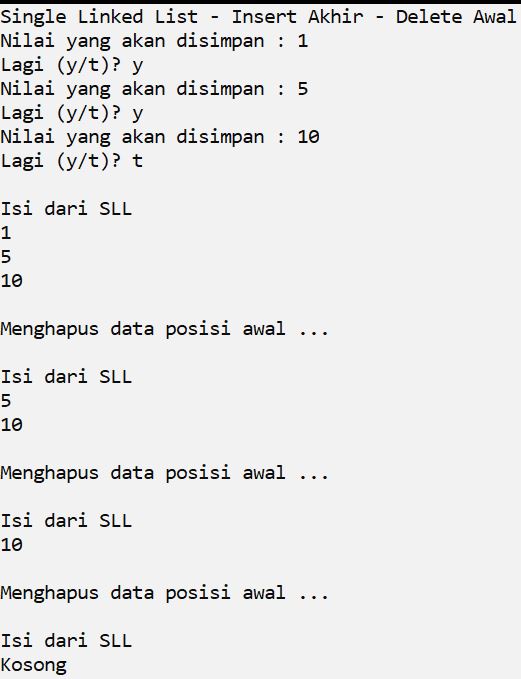 Single Linked List - Insert Akhir - Delete Awal
Nilai yang akan disimpan : 1
Lagi (y/t)? y
Nilai yang akan disimpan : 5
Lagi (y/t)? y
Nilai yang akan disimpan : 10
Lagi (y/t)? t
Isi dari SLL
1
5
10
Menghapus data posisi awal ...
Isi dari SLL
5
10
Menghapus data posisi awal ...
Isi dari SLL
10
Menghapus data posisi awal ...
Isi dari SLL
Kosong